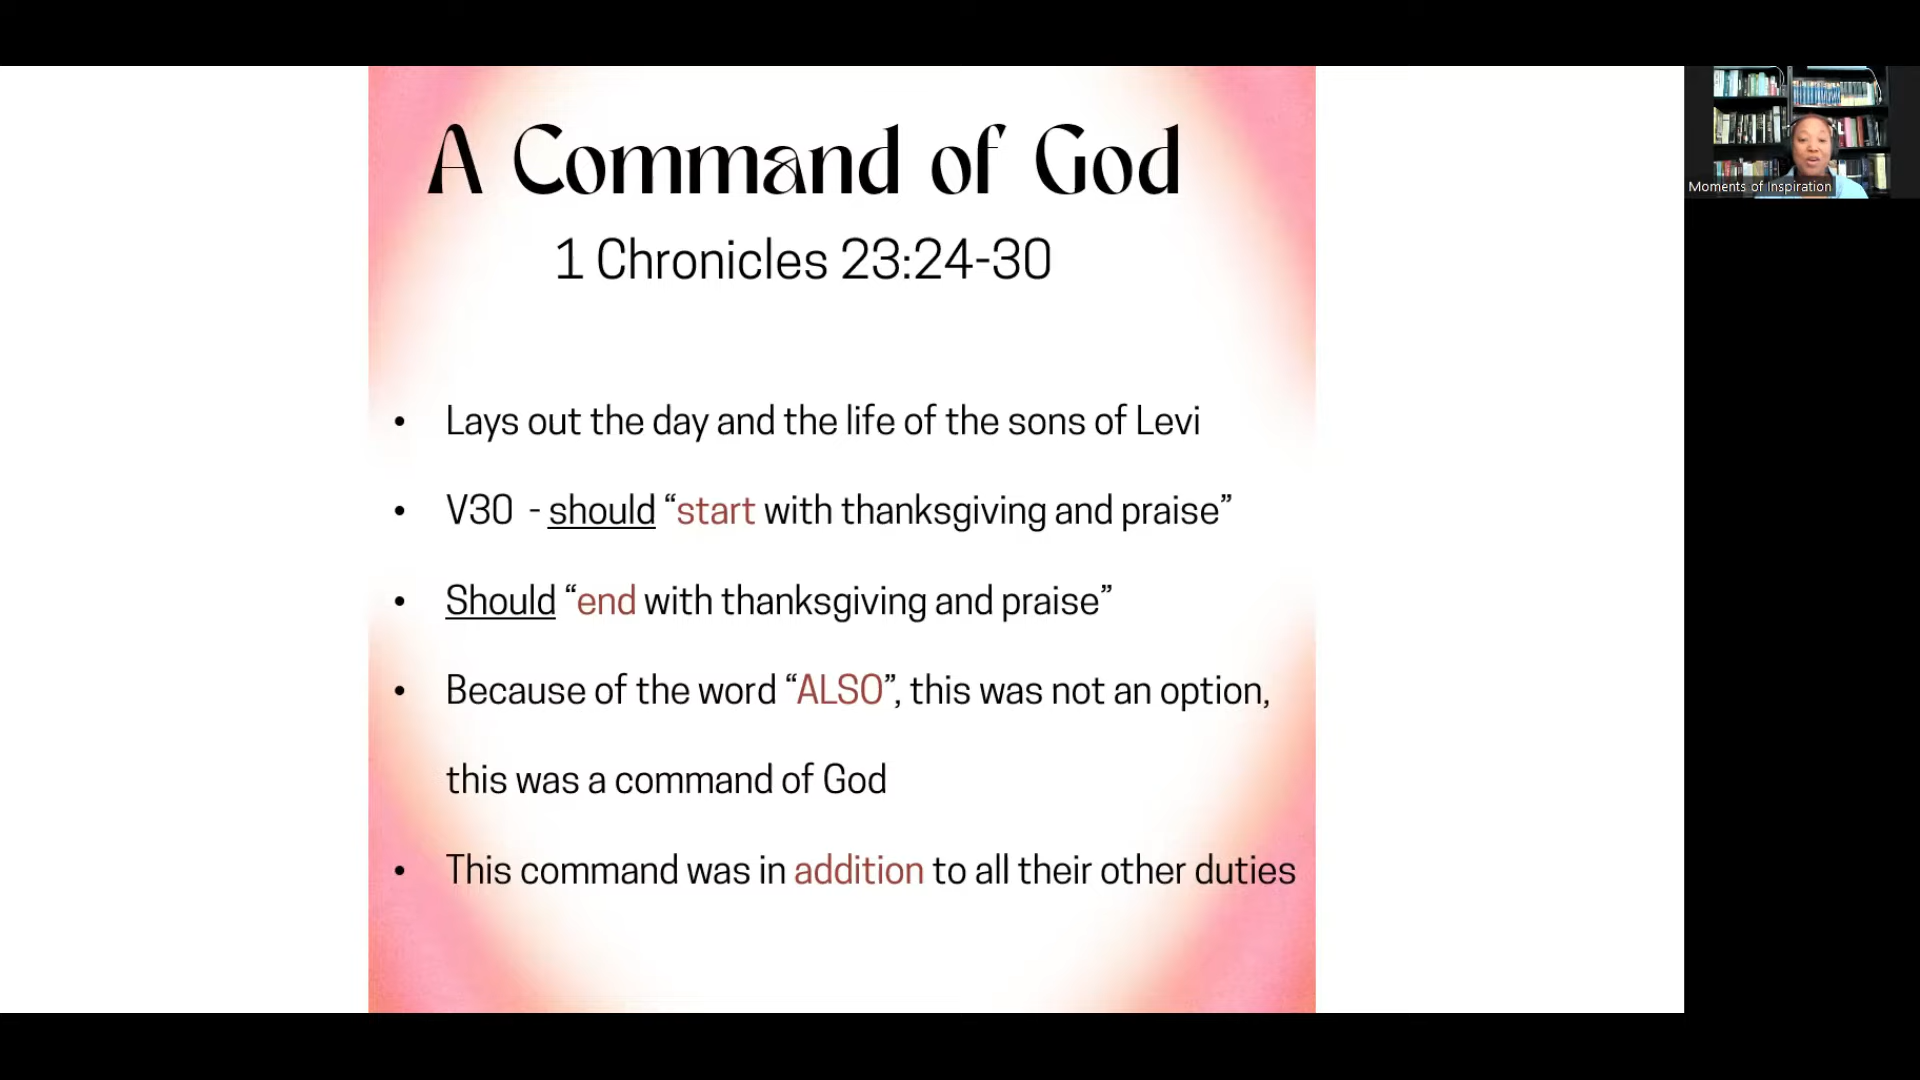 A Command of God
1 Chronicles 23:24-30
Moments of Inspiration
• Lays out the day and the life of the sons of Levi
• V30 - should “start with thanksgiving and praise”
• Should “end with thanksgiving and praise”
• Because of the word “ALSO”, this was not an option,
this was a command of God
• This command was in addition to all their other duties